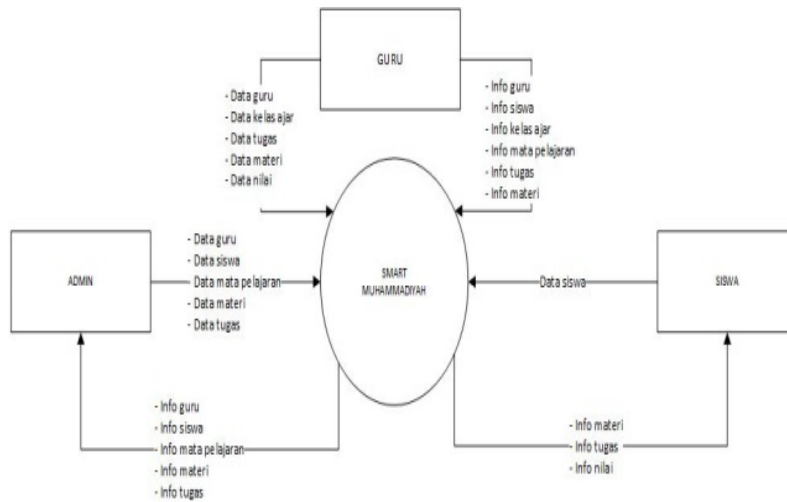 GURU
- Data guru
- Data kelas ajar
- Data tugas
- Data materi
- Data nilai
- Info guru
- Info siswa
- Info kelas ajar
- Info mata pelajaran
- Info tugas
- Info materi
ADMIN
- Data guru
- Data siswa
- Data mata pelajaran
- Data materi
- Data tugas
SMART
MUHAMMADIYAH
Data siswa
SISWA
- Info guru
- Info siswa
- Info mata pelajaran
- Info materi
- Info tugas
- Info materi
- Info tugas
- Info nilai